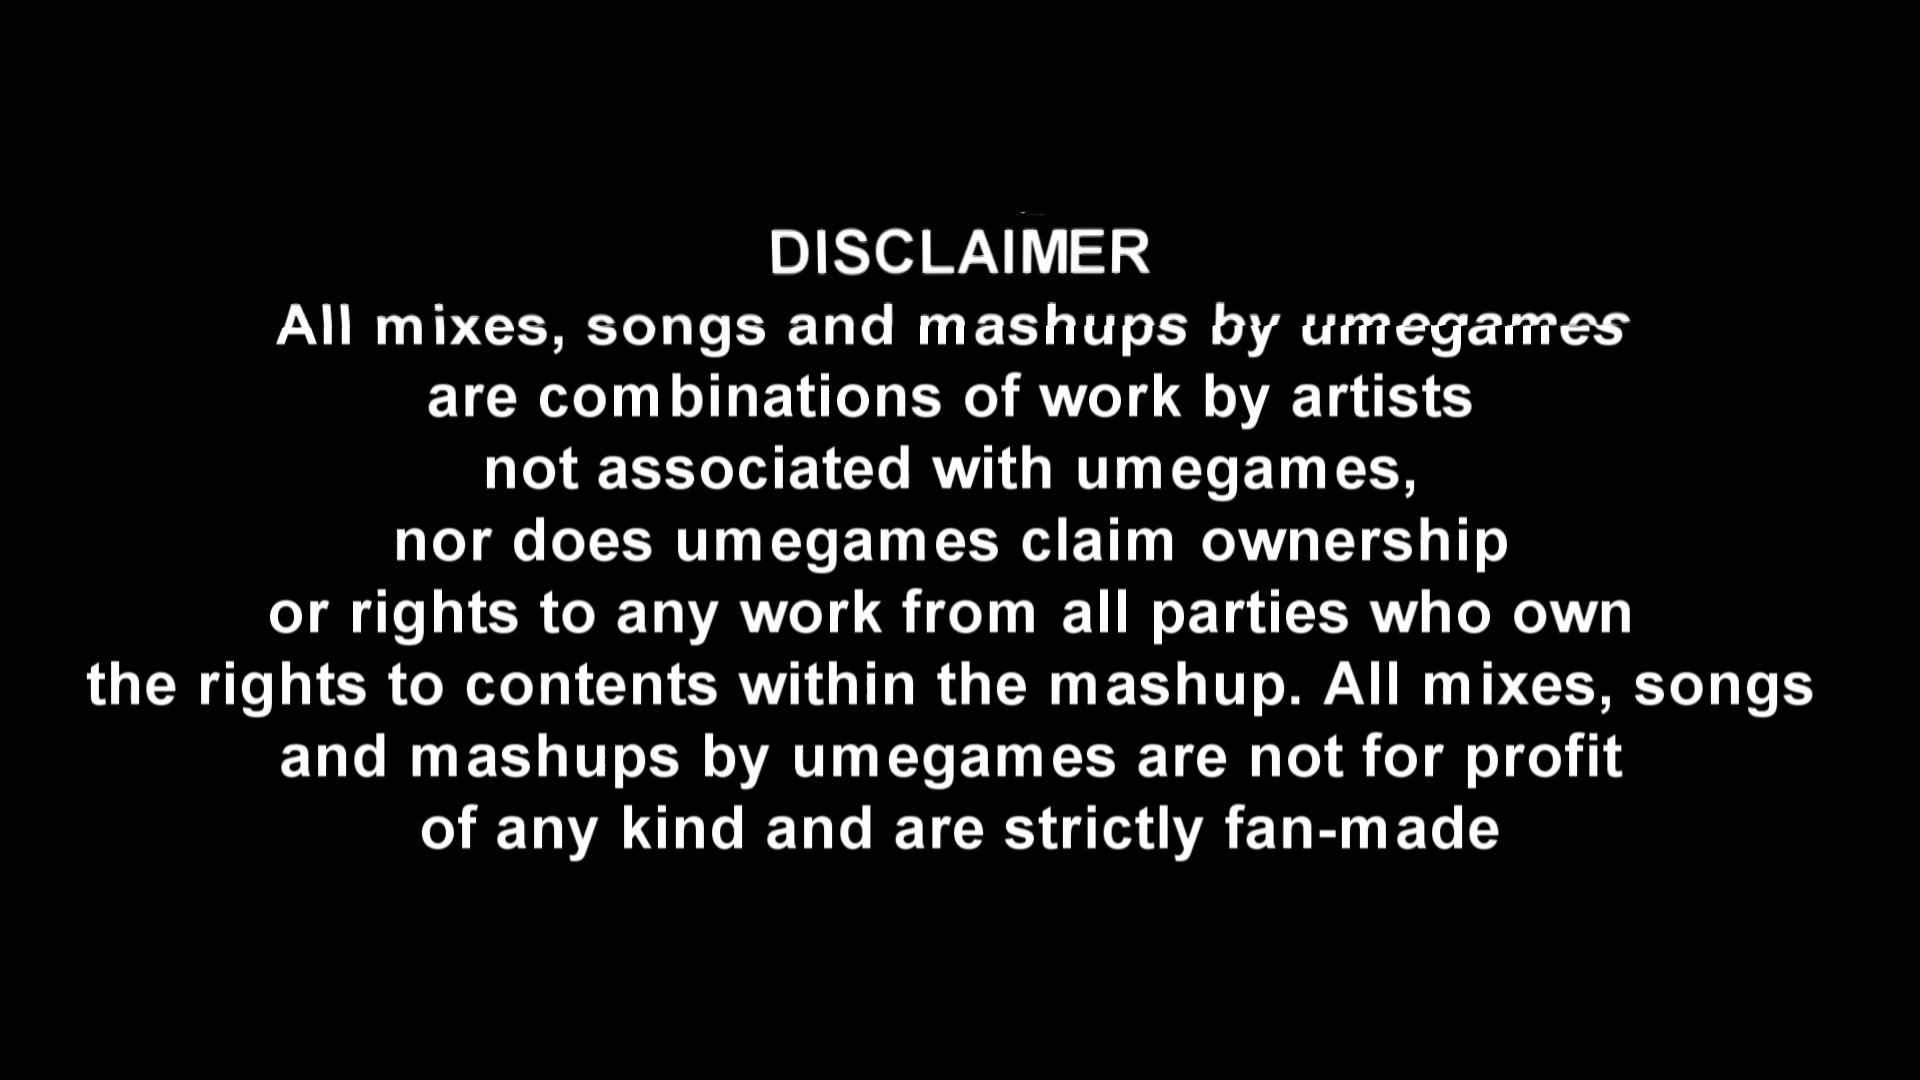 DISCLAIMER
All mixes, songs and mashups by umegames
are combinations of work by artists
not associated with umegames,
nor does umegames claim ownership
or rights to any work from all parties who own
the rights to contents within the mashup. All mixes, songs
and mashups by umegames are not for profit
of any kind and are strictly fan-made